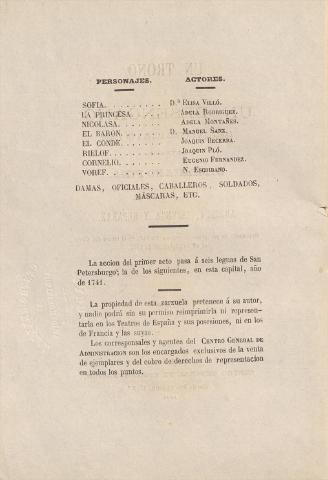 PERSONAJES. ACTORES.
SOFÍA. . . . . . . . . D.ª ELISA VILLÓ.
LA PRINCESA. . . . . . . ADELA RODRIGUEZ.
NICOLASA. . . . . . . . ADELA MONTAÑES.
EL BARON. . . . . . . . D. MANUEL SANZ.
EL CONDE. . . . . . . . JOAQUIN BECERRA.
RIELOF. . . . . . . . . JOAQUIN PLÓ.
CORNELIO. . . . . . . . EUGENIO FERNANDEZ.
VOREF. . . . . . . . . N. ESCRIBANO.
DAMAS, OFICIALES, CABALLEROS, SOLDADOS,
MÁSCARAS, ETC.
La accion del primer acto pasa á seis leguas de San
Petersburgo; la de los siguientes, en esta capital, año
de 1741.
La propiedad de esta zarzuela pertenece á su autor,
y nadie podrá sin su permiso reimprimirla ni represen-
tarla en los Teatros de España y sus posesiones, ni en los
de Francia y las suyas.
Los corresponsales y agentes del CENTRO GENERAL DE
ADMINISTRACION son los encargados exclusivos de la venta
de ejemplares y del cobro de derechos de representacion
en todos los puntos.